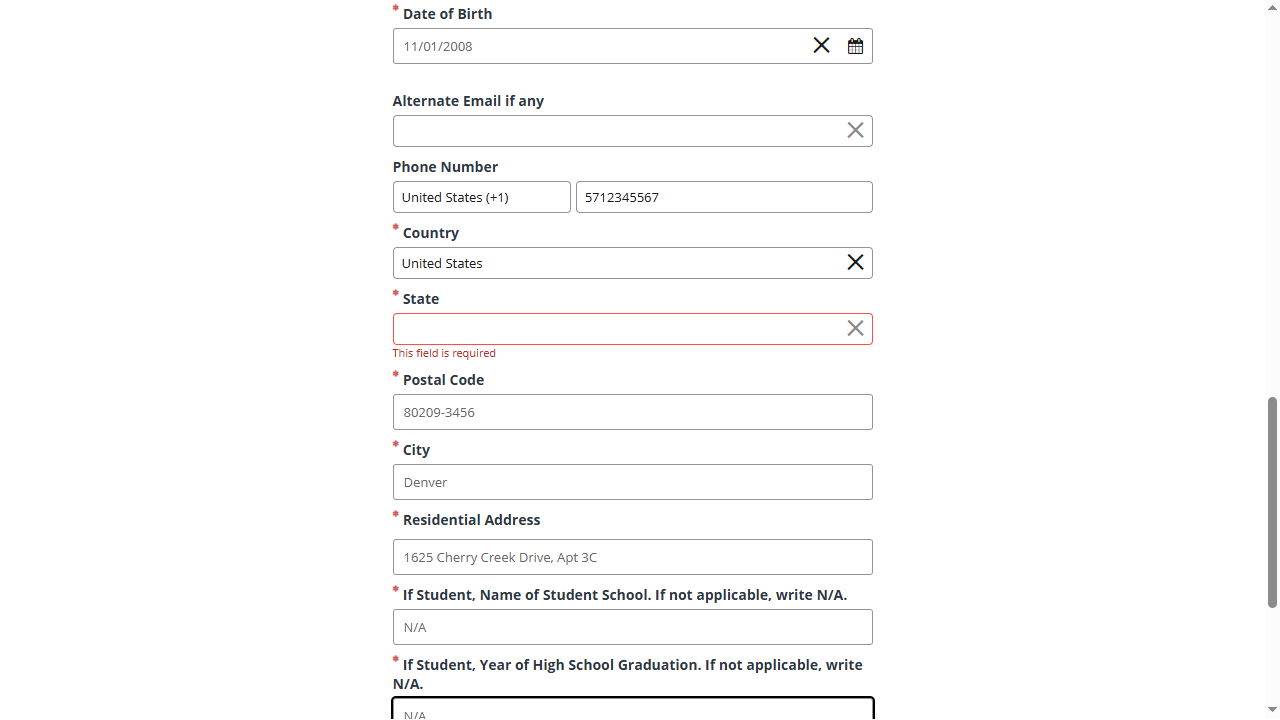 * Date of Birth
11/01/2008
Alternate Email if any
Phone Number
United States (+1) 5712345567
* Country
United States
* State
This field is required
* Postal Code
80209-3456
* City
Denver
* Residential Address
1625 Cherry Creek Drive, Apt 3C
* If Student, Name of Student School. If not applicable, write N/A.
N/A
* If Student, Year of High School Graduation. If not applicable, write
N/A.
N/A